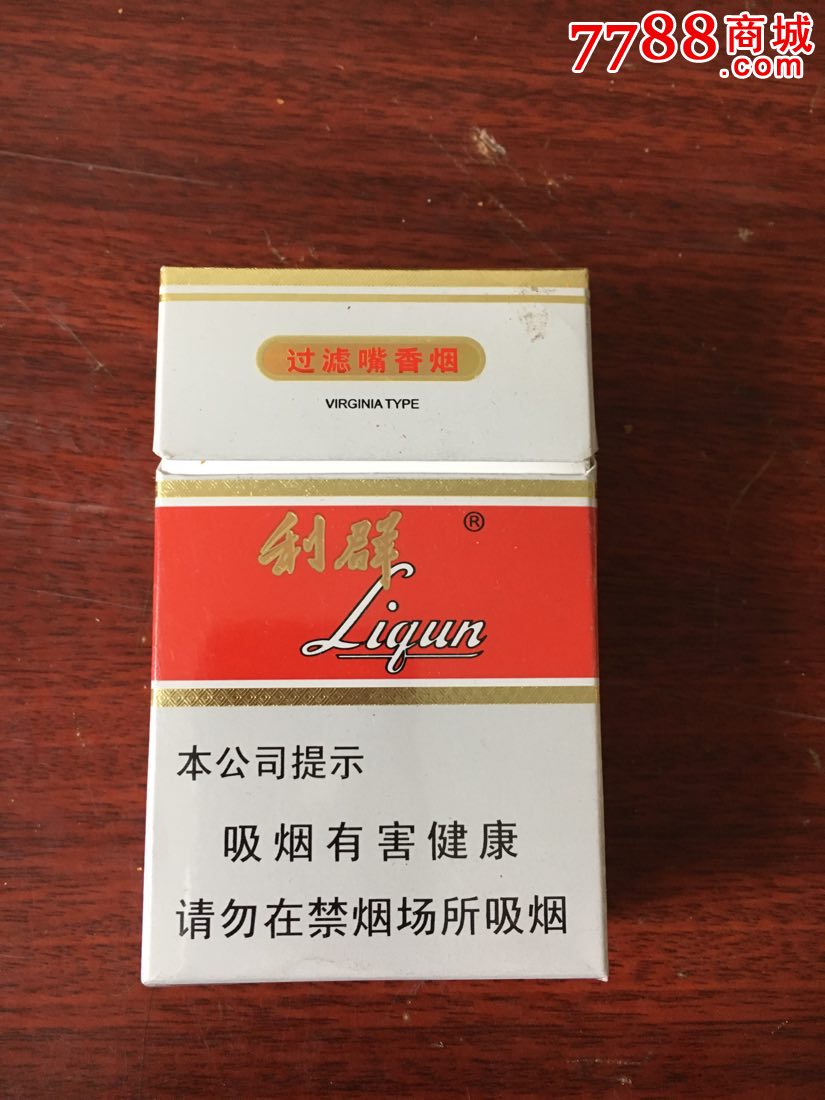 7788商城
.com
过滤嘴香烟
VIRGINIA TYPE
利群 ®
Liqun
本公司提示
吸烟有害健康
请勿在禁烟场所吸烟